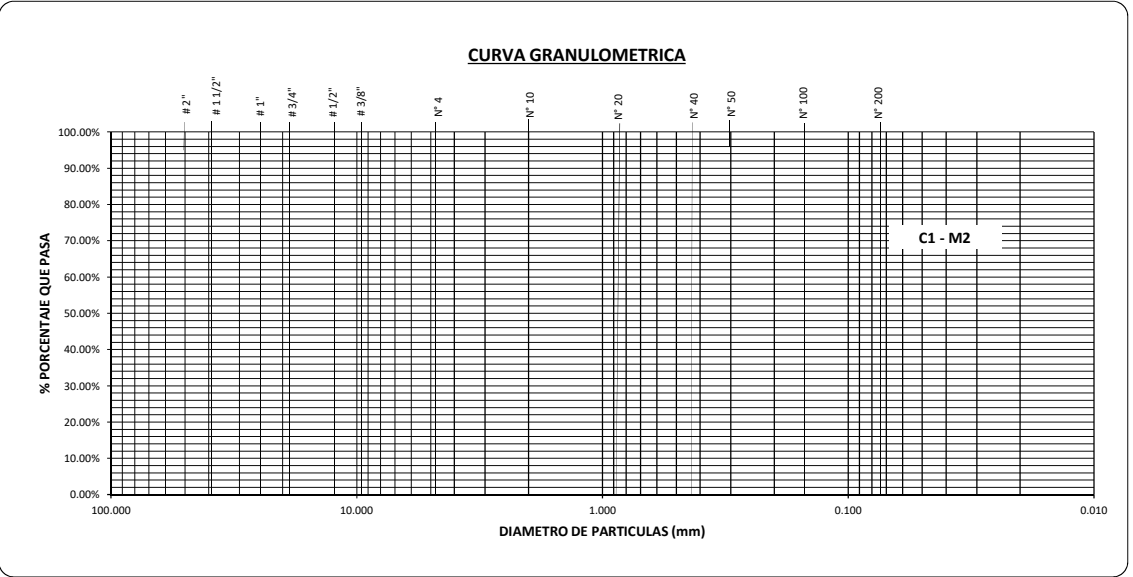 CURVA GRANULOMETRICA
# 2"
# 1 1/2"
# 1"
# 3/4"
# 1/2"
# 3/8"
N° 4
N° 10
N° 20
N° 40
N° 50
N° 100
N° 200
100.00%
90.00%
80.00%
70.00%
60.00%
50.00%
40.00%
30.00%
20.00%
10.00%
0.00%
% PORCENTAJE QUE PASA
C1 - M2
100.000
10.000
1.000
0.100
0.010
DIAMETRO DE PARTICULAS (mm)